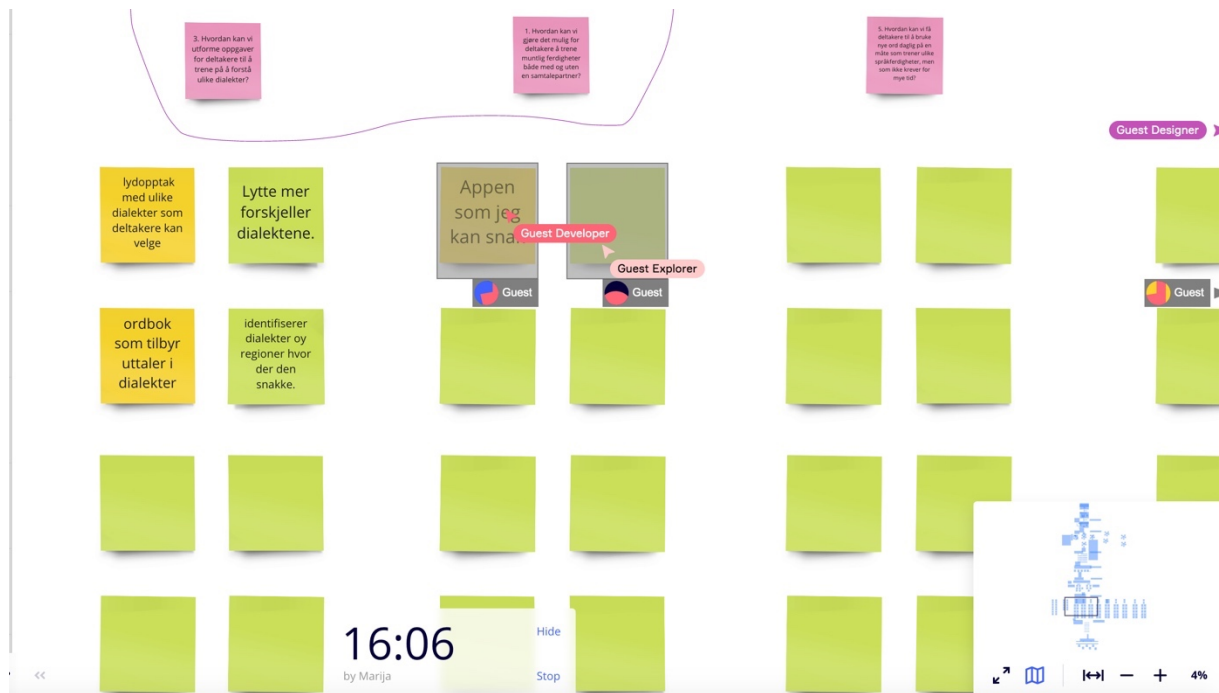 3. Hvordan kan vi
utforme oppgaver
for deltakere til å
trene på å forstå
ulike dialekter?
1. Hvordan kan vi
gjøre det mulig for
deltakere å trene
muntlig ferdigheter
både med og uten
en samtalepartner?
5. Hvordan kan vi få
deltakere til å bruke
nye ord daglig på en
måte som trener ulike
språkferdigheter, men
som ikke krever for
mye tid?
Guest Designer
lydopptak
med ulike
dialekter som
deltakere kan
velge
Lytte mer
forskjeller
dialektene.
Appen
som jeg
kan
Guest Developer
Guest Explorer
Guest
Guest
Guest
ordbok
som tilbyr
uttaler i
dialekter
identifiserer
dialekter oy
regioner hvor
der den
snakke.
16:06
by Marija
Hide
Stop
4%